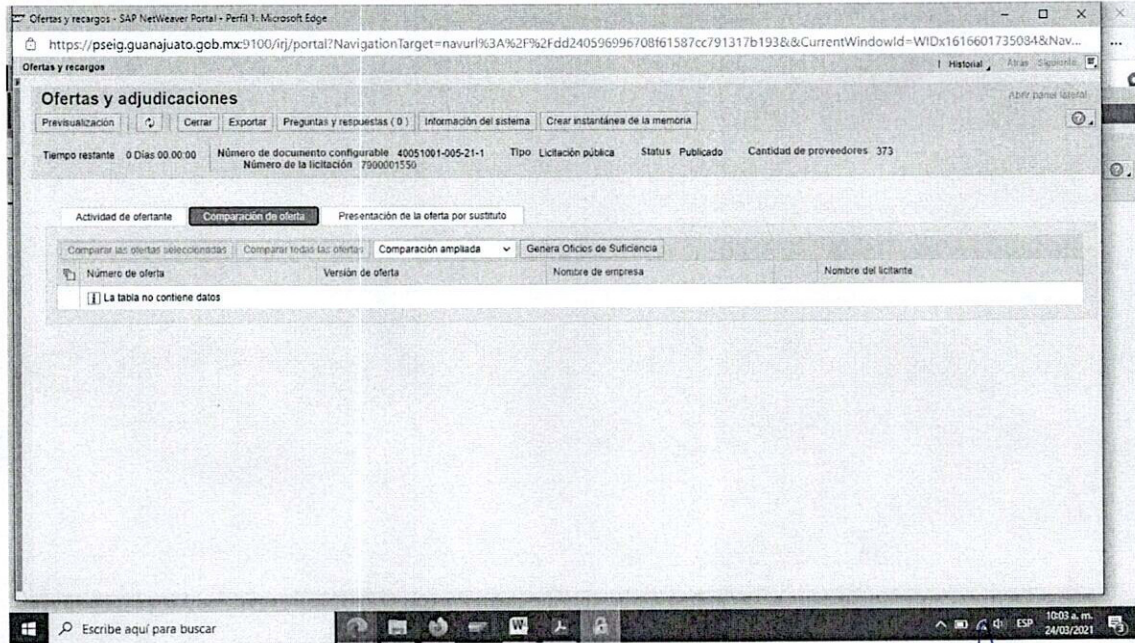 Ofertas y recargos - SAP NetWeaver Portal - Perfil 1: Microsoft Edge
https://pseig.guanajuato.gob.mx:9100/irj/portal?NavigationTarget=navurl%3A%2F%2Fdd240596996708f61587cc791317b193&&CurrentWindowId=WIDx1616601735084&Nav...
Ofertas y recargos | Historial Atrás Siguiente
Ofertas y adjudicaciones Abrir panel lateral
Previsualización Cerrar Exportar Preguntas y respuestas ( 0 ) Información del sistema Crear instantánea de la memoria
Tiempo restante 0 Días 00:00:00 Número de documento configurable 40051001-005-21-1 Tipo Licitación pública Status Publicado Cantidad de proveedores 373
Número de la licitación 7900001550
Actividad de ofertante Comparación de oferta Presentación de la oferta por sustituto
Comparar las ofertas seleccionadas Comparar todas las ofertas Comparación ampliada Genera Oficios de Suficiencia
Número de oferta Versión de oferta Nombre de empresa Nombre del licitante
La tabla no contiene datos
Escribe aquí para buscar ESP 10:03 a. m.
24/03/2021